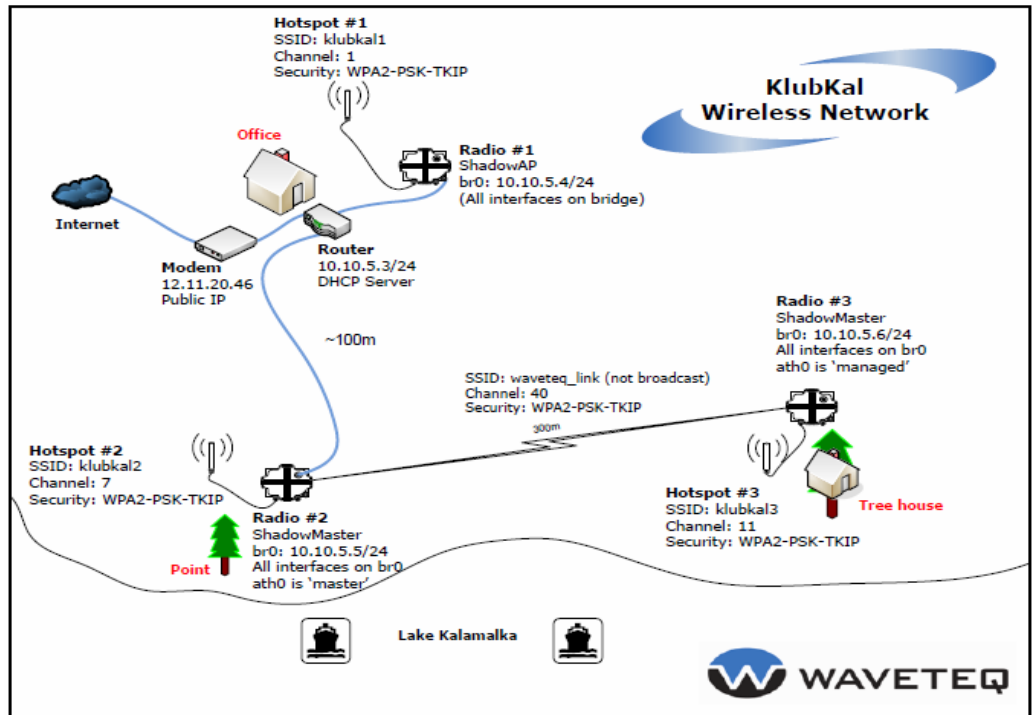 Hotspot #1
SSID: klubkal1
Channel: 1
Security: WPA2-PSK-TKIP
KlubKal
Wireless Network
Office
Radio #1
ShadowAP
br0: 10.10.5.4/24
(All interfaces on bridge)
Internet
Modem
12.11.20.46
Public IP
Router
10.10.5.3/24
DHCP Server
~100m
Radio #3
ShadowMaster
br0: 10.10.5.6/24
All interfaces on br0
ath0 is ‘managed’
SSID: waveteq_link (not broadcast)
Channel: 40
Security: WPA2-PSK-TKIP
300m
Hotspot #2
SSID: klubkal2
Channel: 7
Security: WPA2-PSK-TKIP
Hotspot #3
SSID: klubkal3
Channel: 11
Security: WPA2-PSK-TKIP
Tree house
Radio #2
ShadowMaster
br0: 10.10.5.5/24
All interfaces on br0
ath0 is ‘master’
Point
Lake Kalamalka
WAVETEQ